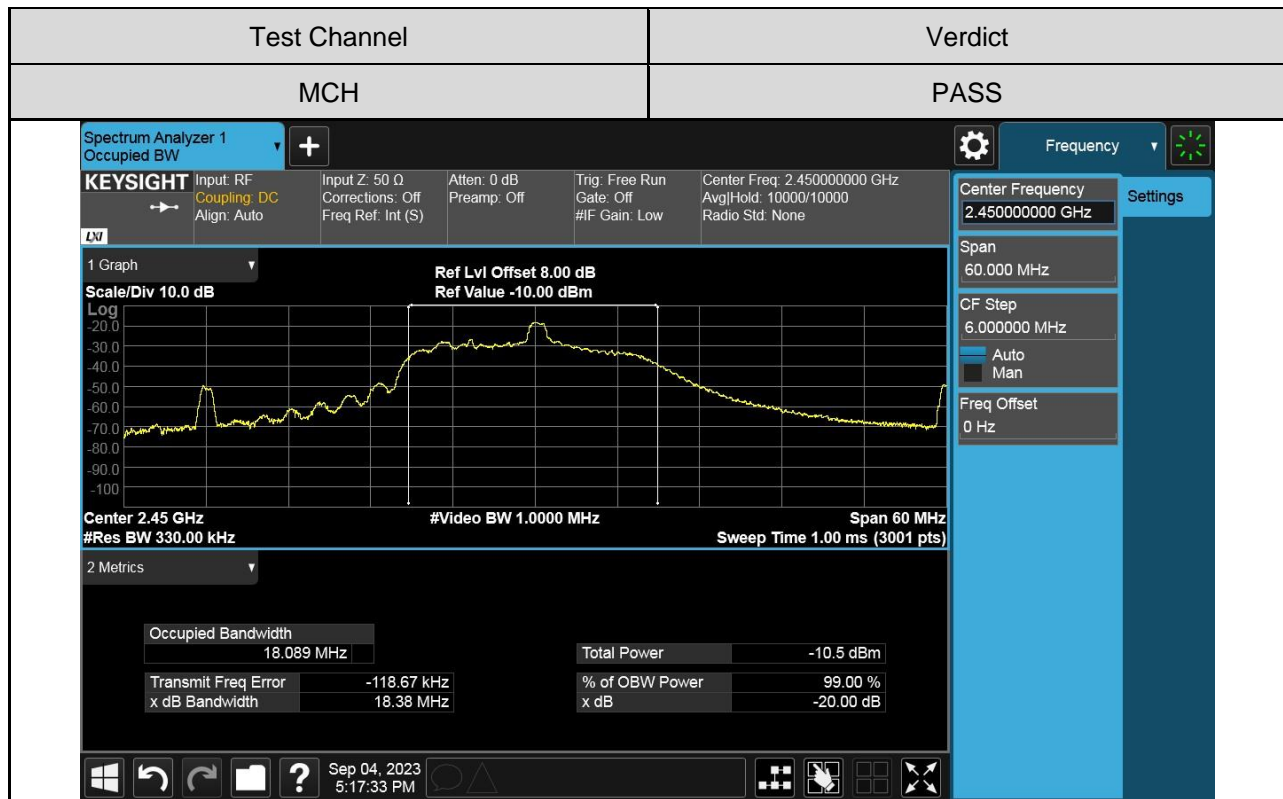 Test Channel Verdict
MCH PASS
Spectrum Analyzer 1
Occupied BW
Frequency
KEYSIGHT
LXI
Input: RF
Coupling: DC
Align: Auto
Input Z: 50 Ω
Corrections: Off
Freq Ref: Int (S)
Atten: 0 dB
Preamp: Off
Trig: Free Run
Gate: Off
#IF Gain: Low
Center Freq: 2.450000000 GHz
Avg|Hold: 10000/10000
Radio Std: None
Center Frequency
2.450000000 GHz
Settings
Span
60.000 MHz
CF Step
6.000000 MHz
Auto
Man
Freq Offset
0 Hz
1 Graph
Scale/Div 10.0 dB
Ref Lvl Offset 8.00 dB
Ref Value -10.00 dBm
Log
-20.0
-30.0
-40.0
-50.0
-60.0
-70.0
-80.0
-90.0
-100
Center 2.45 GHz
#Res BW 330.00 kHz
#Video BW 1.0000 MHz
Span 60 MHz
Sweep Time 1.00 ms (3001 pts)
2 Metrics
Occupied Bandwidth
18.089 MHz
Transmit Freq Error -118.67 kHz
x dB Bandwidth 18.38 MHz
Total Power -10.5 dBm
% of OBW Power 99.00 %
x dB -20.00 dB
?
Sep 04, 2023
5:17:33 PM